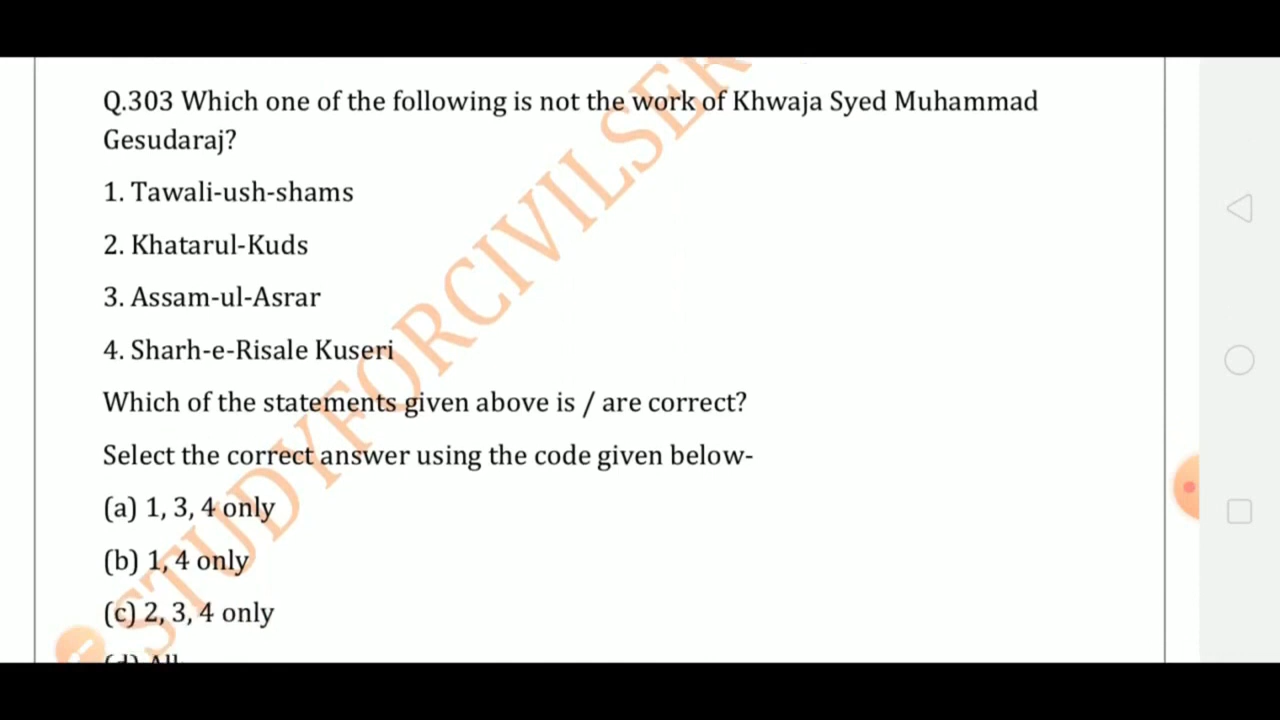 Q.303 Which one of the following is not the work of Khwaja Syed Muhammad
Gesudaraj?
1. Tawali-ush-shams
2. Khatarul-Kuds
3. Assam-ul-Asrar
4. Sharh-e-Risale Kuseri
Which of the statements given above is / are correct?
Select the correct answer using the code given below-
(a) 1, 3, 4 only
(b) 1, 4 only
(c) 2, 3, 4 only
(d) All
STUDYFORCIVILSER